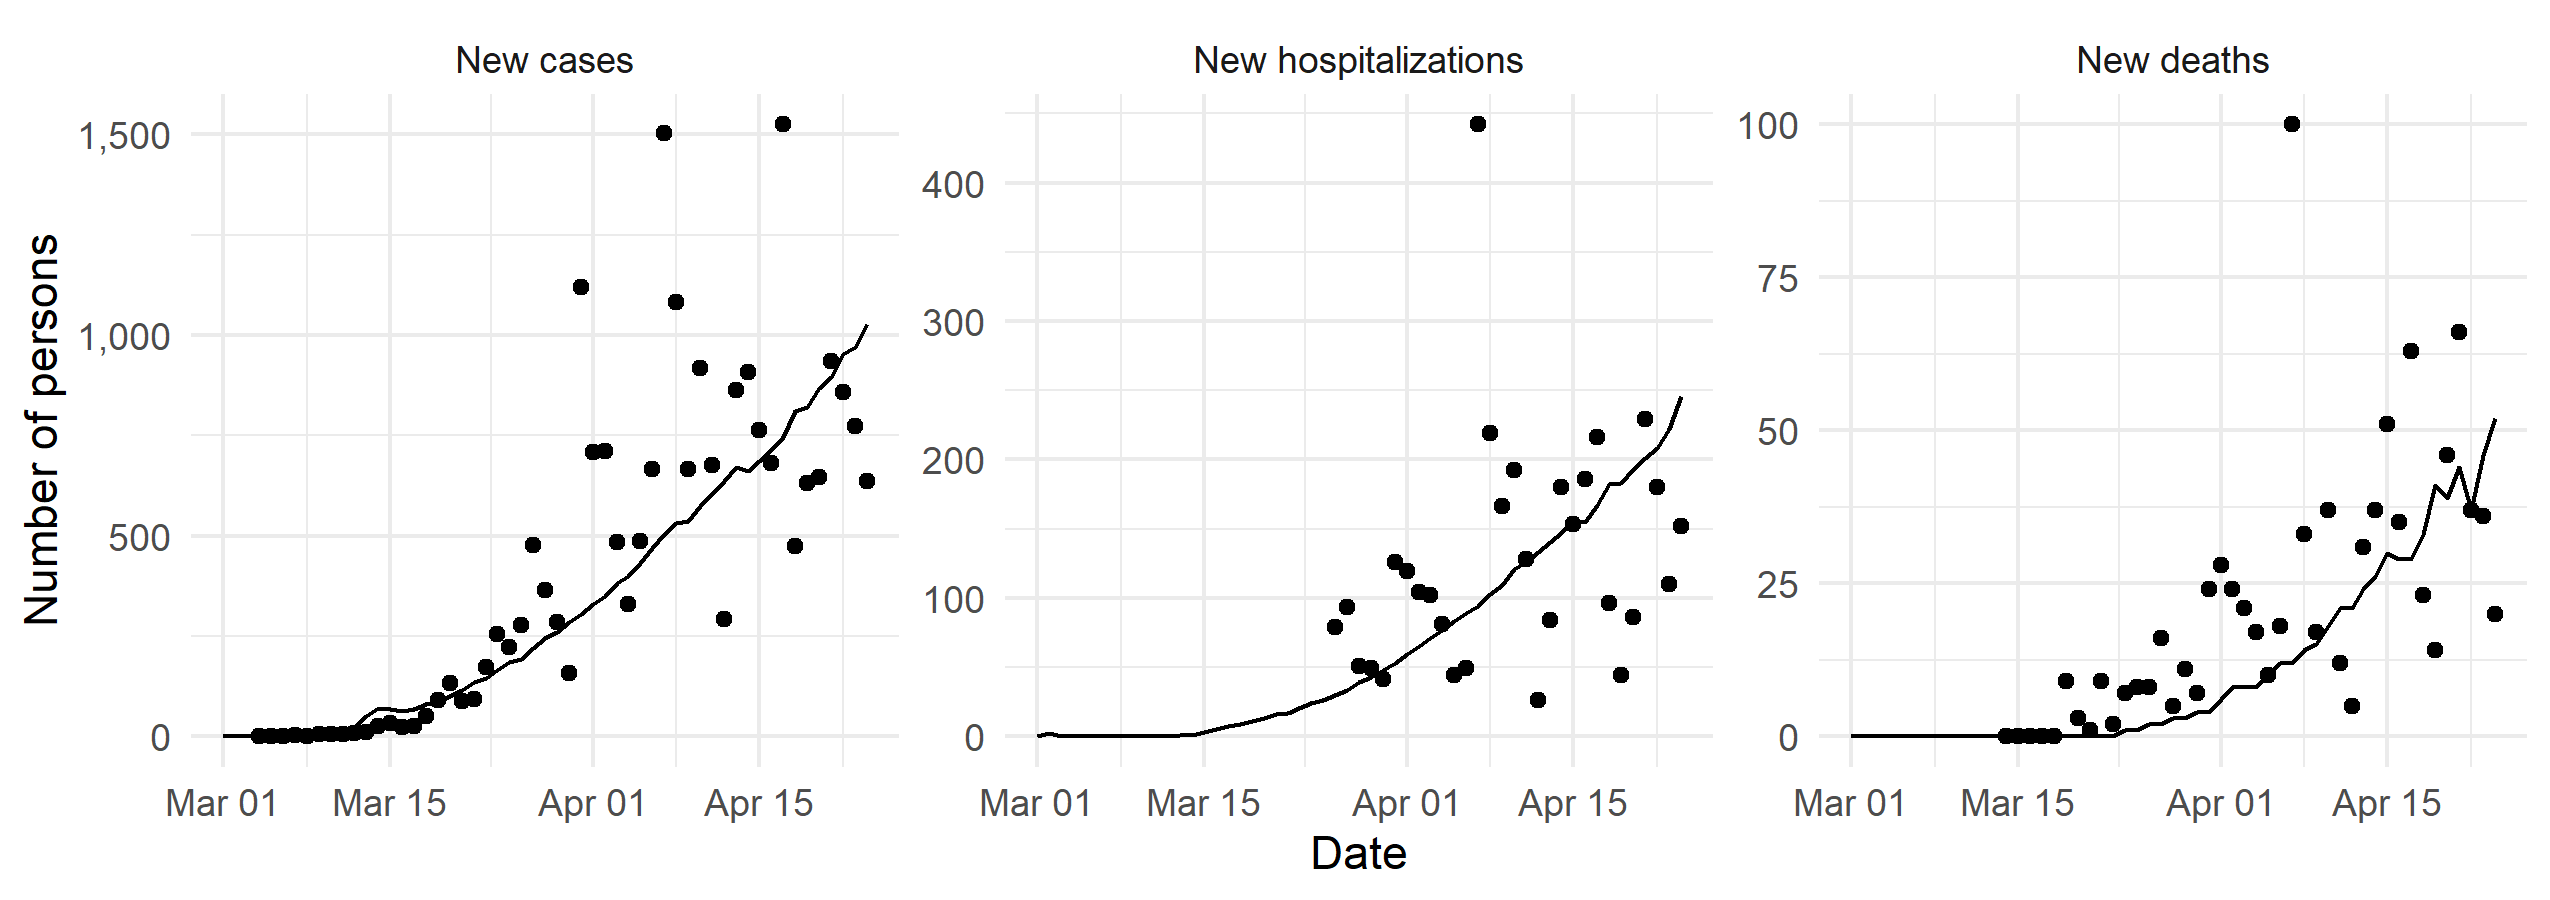 New cases
New hospitalizations
New deaths
Number of persons
1,500
1,000
500
0
400
300
200
100
0
100
75
50
25
0
Mar 01 Mar 15 Apr 01 Apr 15
Mar 01 Mar 15 Apr 01 Apr 15
Mar 01 Mar 15 Apr 01 Apr 15
Date